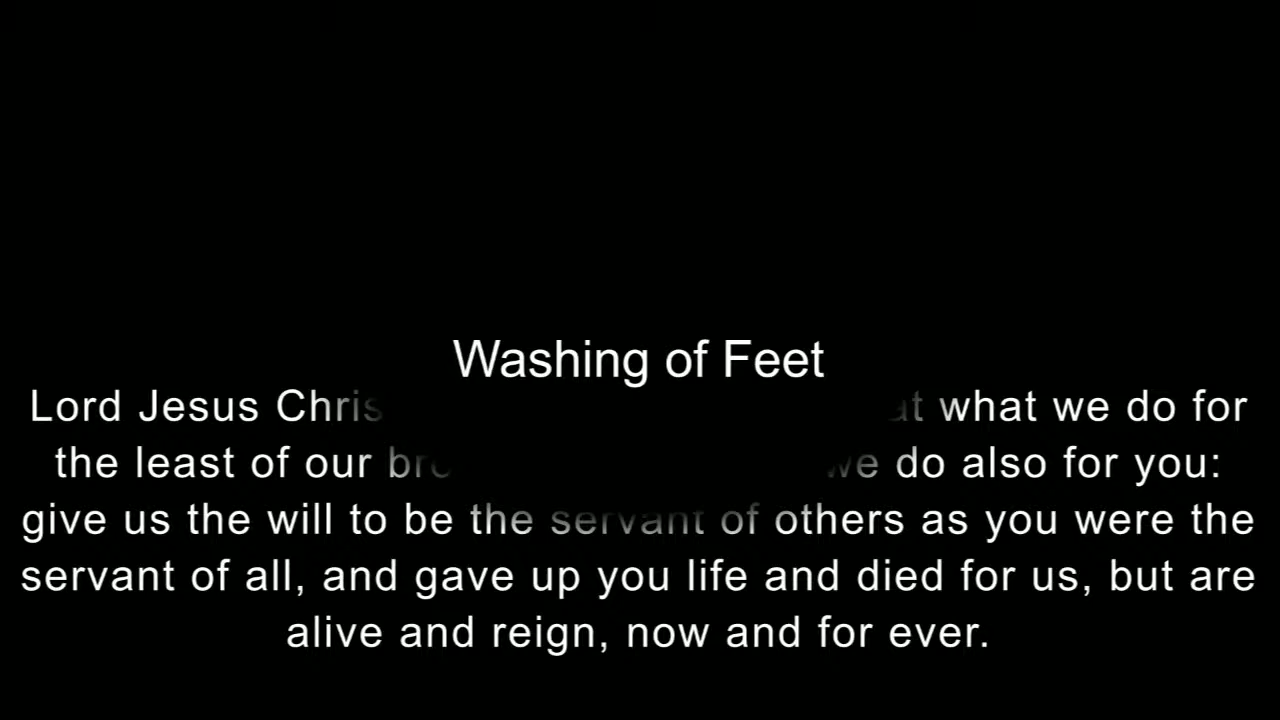 Washing of Feet
Lord Jesus what we do for
the least of our we do also for you:
give us the will to be the servant of others as you were the
servant of all, and gave up you life and died for us, but are
alive and reign, now and for ever.